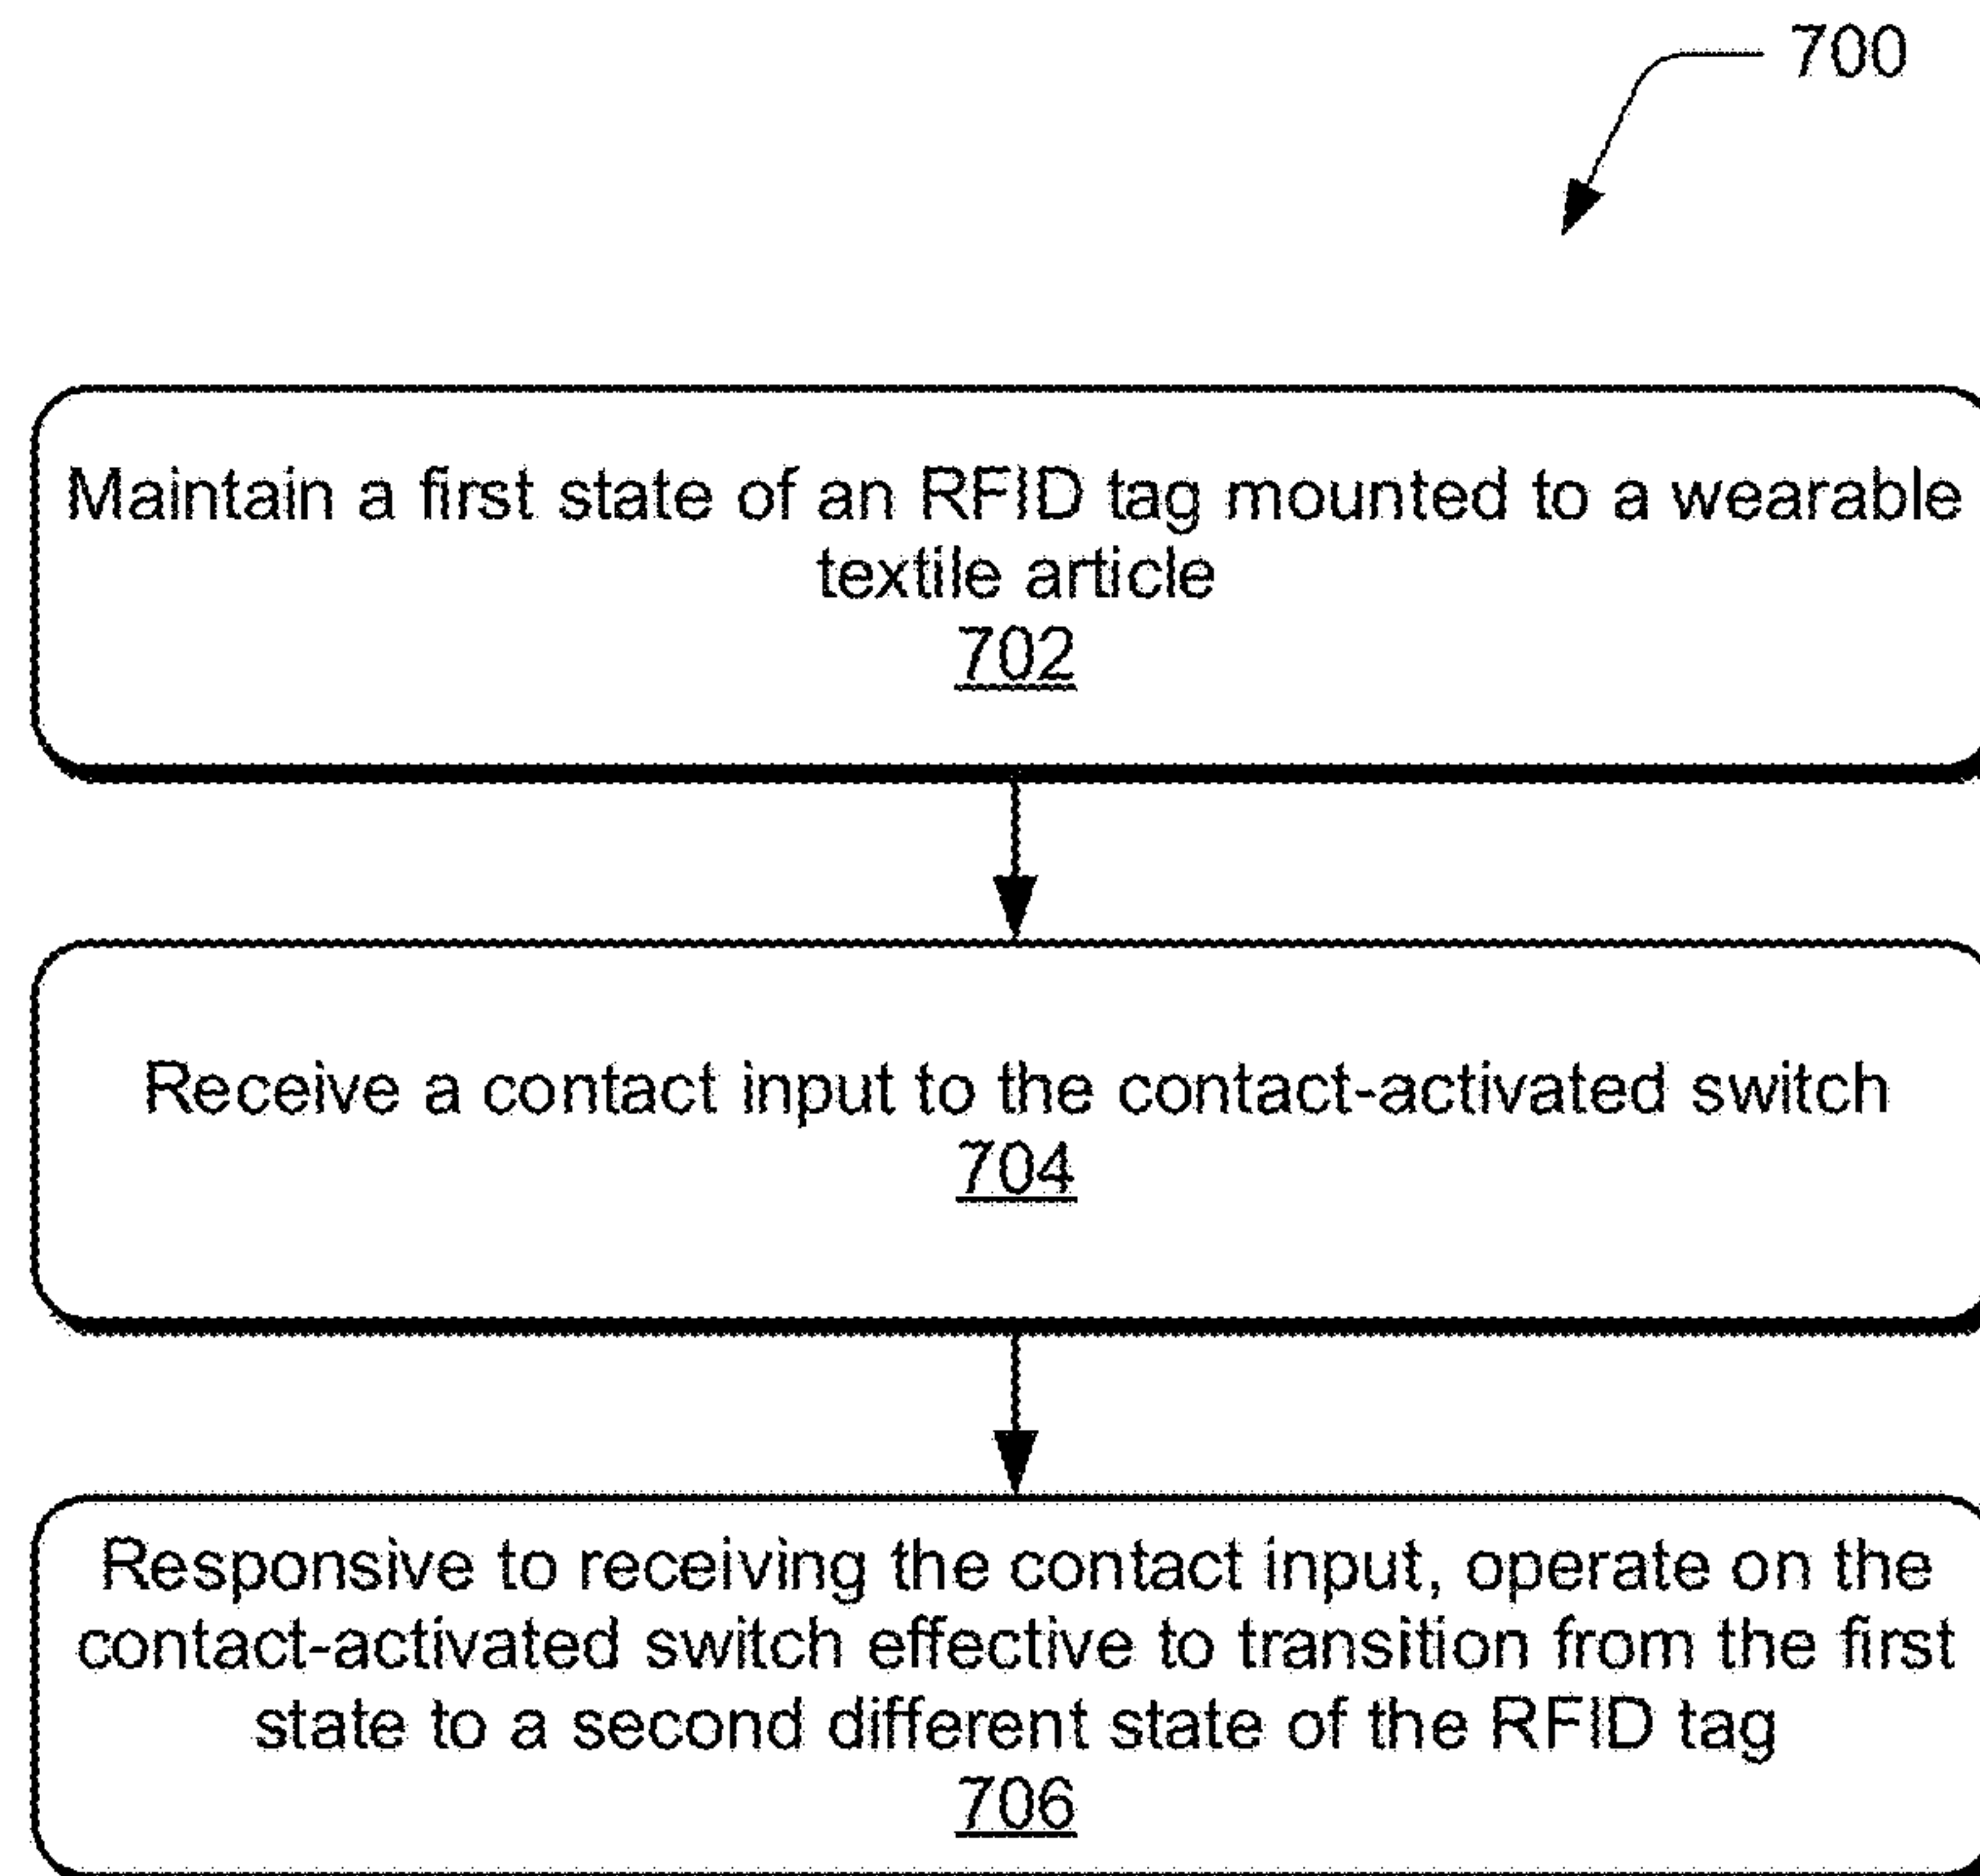 700
Maintain a first state of an RFID tag mounted to a wearable
textile article
702
Receive a contact input to the contact-activated switch
704
Responsive to receiving the contact input, operate on the
contact-activated switch effective to transition from the first
state to a second different state of the RFID tag
706